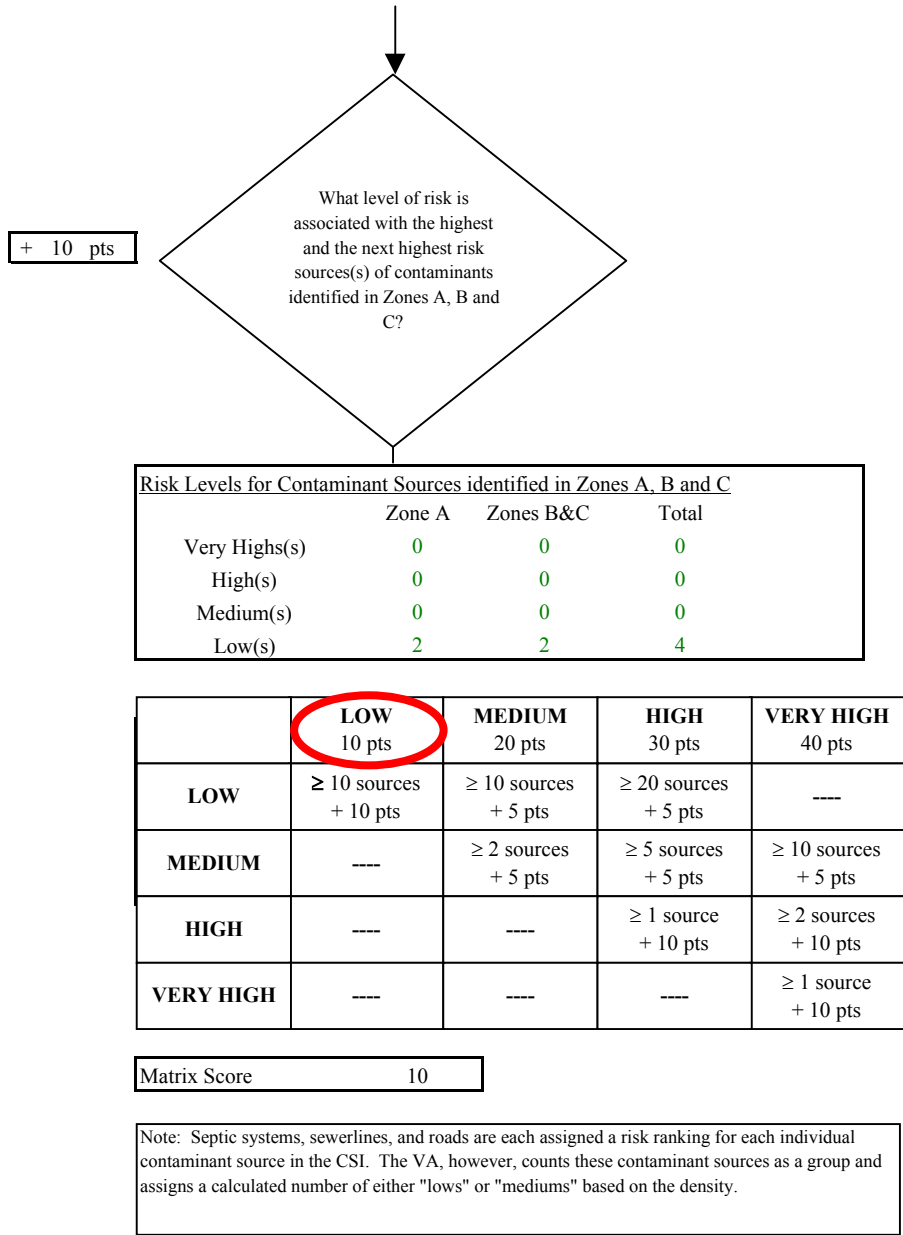 What level of risk is
associated with the highest
and the next highest risk
sources(s) of contaminants
identified in Zones A, B and
C?
+ 10 pts
Risk Levels for Contaminant Sources identified in Zones A, B and C
Zone A Zones B&C Total
Very Highs(s) 0 0 0
High(s) 0 0 0
Medium(s) 0 0 0
Low(s) 2 2 4
LOW MEDIUM HIGH VERY HIGH
10 pts 20 pts 30 pts 40 pts
LOW ≥ 10 sources ≥ 10 sources ≥ 20 sources ----
+ 10 pts + 5 pts + 5 pts
MEDIUM ---- ≥ 2 sources ≥ 5 sources ≥ 10 sources
+ 5 pts + 5 pts + 5 pts
HIGH ---- ---- ≥ 1 source ≥ 2 sources
+ 10 pts + 10 pts
VERY HIGH ---- ---- ---- ≥ 1 source
+ 10 pts
Matrix Score 10
Note: Septic systems, sewerlines, and roads are each assigned a risk ranking for each individual
contaminant source in the CSI. The VA, however, counts these contaminant sources as a group and
assigns a calculated number of either "lows" or "mediums" based on the density.